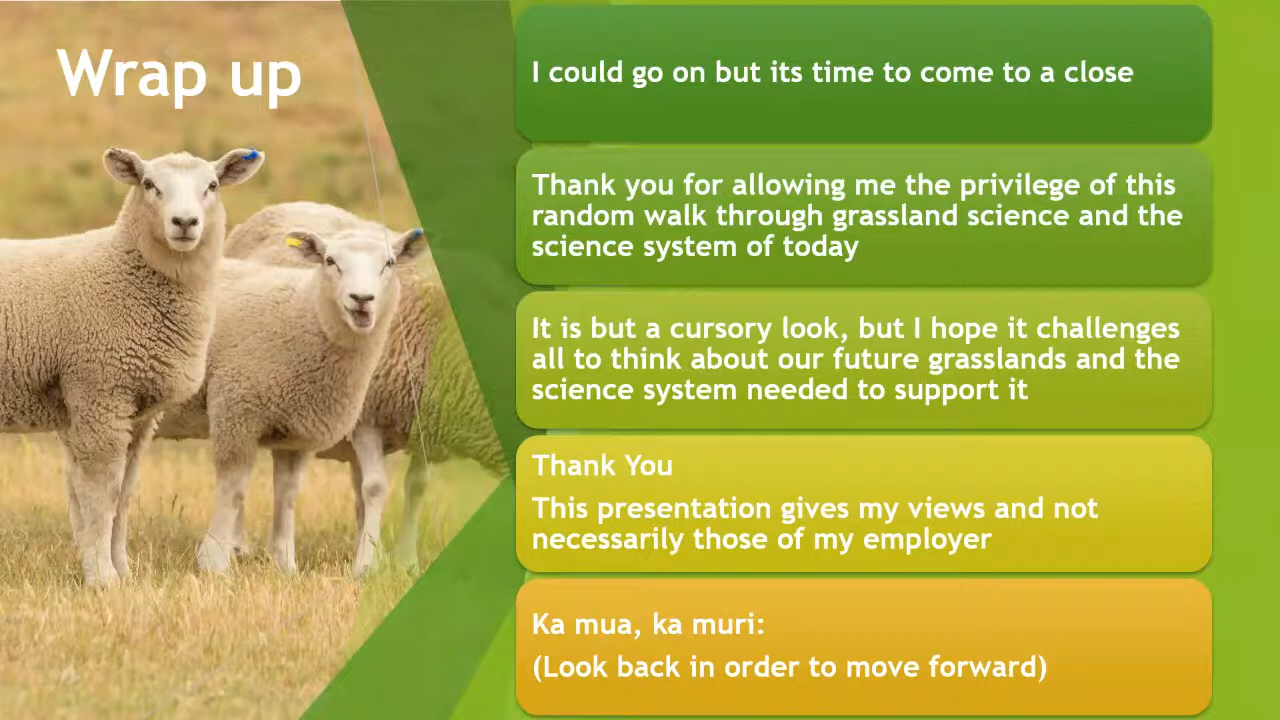 Wrap up
I could go on but its time to come to a close
Thank you for allowing me the privilege of this
random walk through grassland science and the
science system of today
It is but a cursory look, but I hope it challenges
all to think about our future grasslands and the
science system needed to support it
Thank You
This presentation gives my views and not
necessarily those of my employer
Ka mua, ka muri:
(Look back in order to move forward)